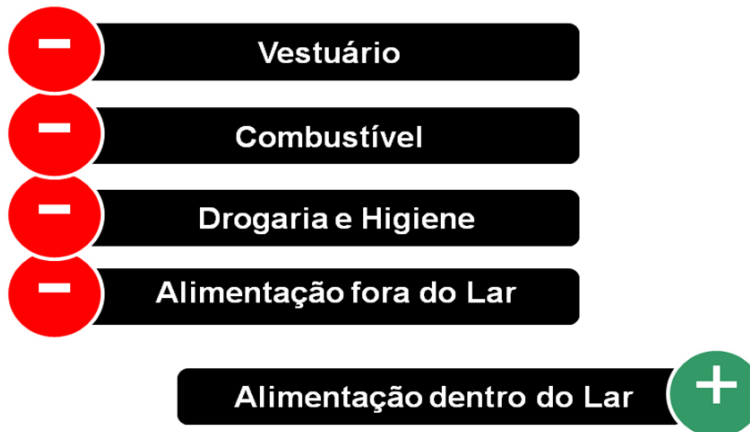 Vestuário
Combustível
Drogaria e Higiene
Alimentação fora do Lar
Alimentação dentro do Lar